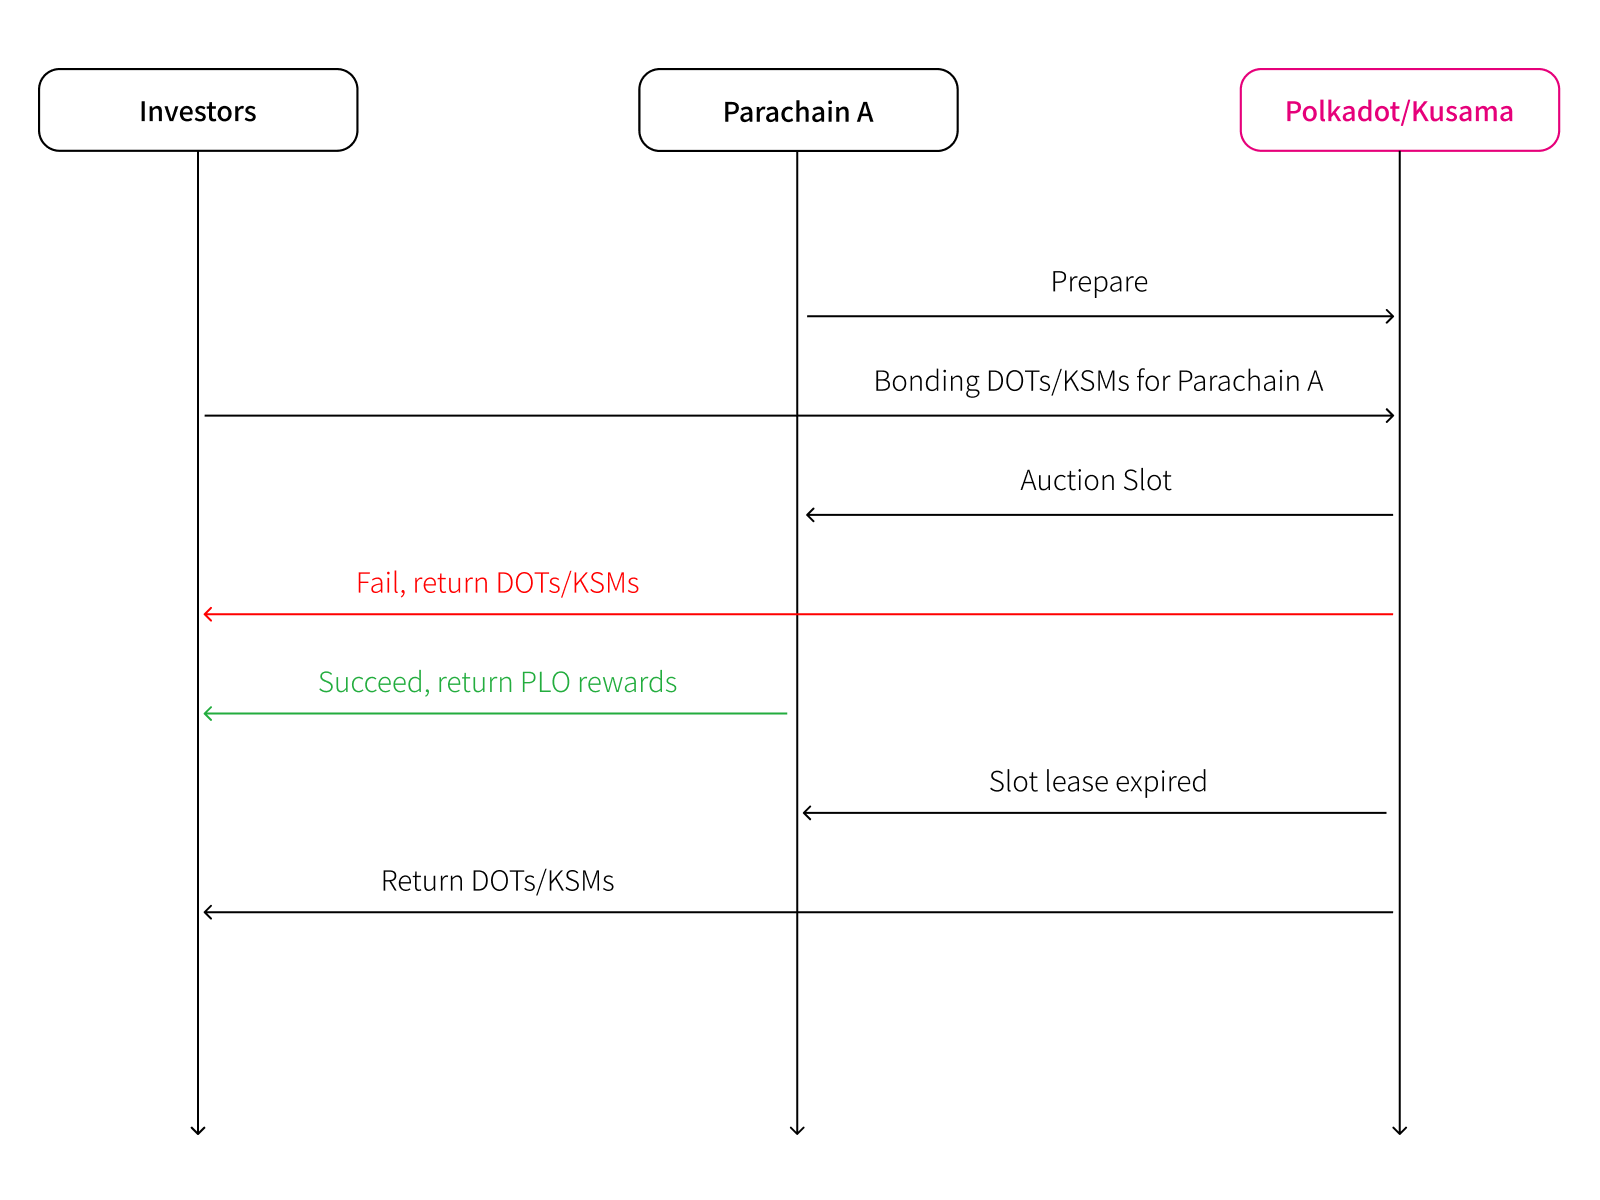 Investors
Parachain A
Polkadot/Kusama
Prepare
Bonding DOTs/KSMs for Parachain A
Auction Slot
Fail, return DOTs/KSMs
Succeed, return PLO rewards
Slot lease expired
Return DOTs/KSMs